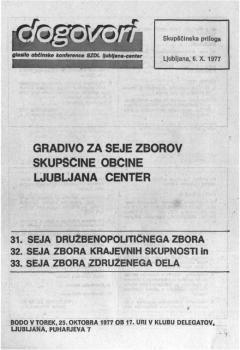 dogovori
glasilo občinske konference SZDL ljubljana-center
Skupščinska priloga
Ljubljana, 6. X. 1977
GRADIVO ZA SEJE ZBOROV
SKUPŠČINE OBČINE
LJUBLJANA CENTER
31. SEJA DRUŽBENOPOLITIČNEGA ZBORA
32. SEJA ZBORA KRAJEVNIH SKUPNOSTI in
33. SEJA ZBORA ZDRUŽENEGA DELA
BODO V TOREK, 25. OKTOBRA 1977 OB 17. URI V KLUBU DELEGATOV,
LJUBLJANA, PUHARJEVA 7